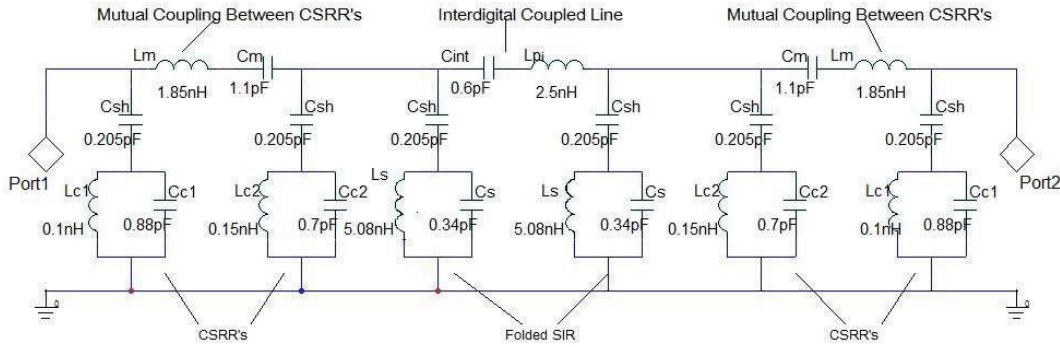 Mutual Coupling Between CSRR's
Interdigital Coupled Line
Mutual Coupling Between CSRR's
Lm
Cm
Cint
Lpi
Cm
Lm
1.85nH
1.1pF
0.6pF
2.5nH
1.1pF
1.85nH
Csh
Csh
Csh
Csh
Csh
Csh
0.205pF
0.205pF
0.205pF
0.205pF
0.205pF
0.205pF
Port1
Port2
Lc1
Cc1
Lc2
Cc2
Ls
Cs
Ls
Cs
Lc2
Cc2
Lc1
Cc1
0.1nH
0.88pF
0.15nH
0.7pF
5.08nH
0.34pF
5.08nH
0.34pF
0.15nH
0.7pF
0.1nH
0.88pF
0
0
CSRR's
Folded SIR
CSRR's